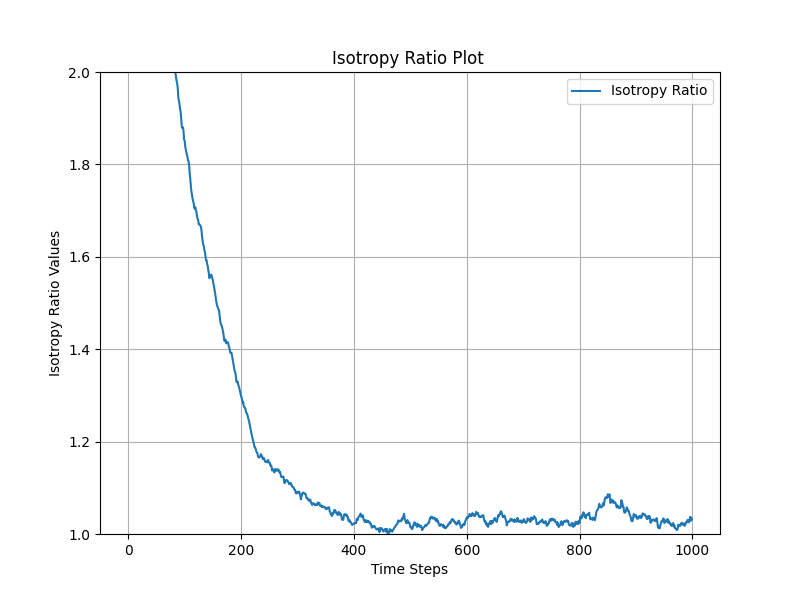 Isotropy Ratio Plot
Isotropy Ratio
Isotropy Ratio Values
2.0
1.8
1.6
1.4
1.2
1.0
0 200 400 600 800 1000
Time Steps